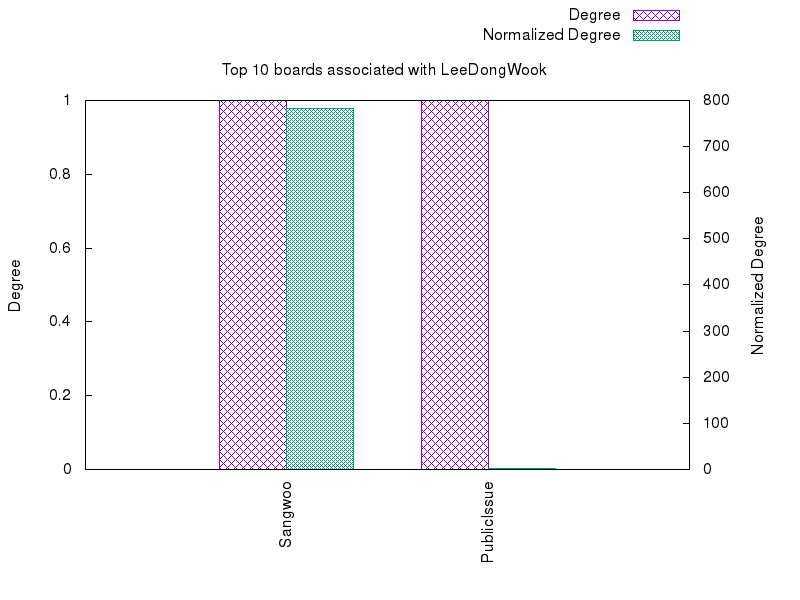 Degree
Normalized Degree
Top 10 boards associated with LeeDongWook
1
0.8
0.6
0.4
0.2
0
Degree
800
700
600
500
400
300
200
100
0
Normalized Degree
Sangwoo
PublicIssue